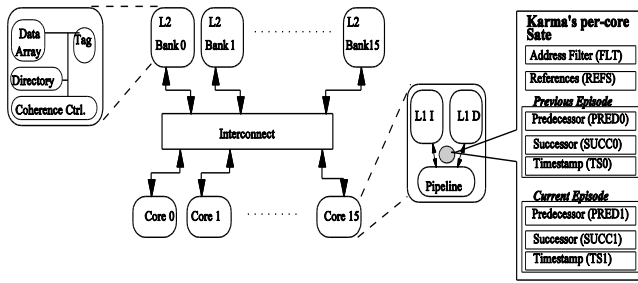 Data
Array
Tag
Directory
Coherence Ctrl.
L2
Bank 0
L2
Bank 1
L2
Bank15
Interconnect
Core 0
Core 1
Core 15
L1 I
L1 D
Pipeline
Karma's per-core
Sate
Address Filter (FLT)
References (REFS)
Previous Episode
Predecessor (PRED0)
Successor (SUCC0)
Timestamp (TS0)
Current Episode
Predecessor (PRED1)
Successor (SUCC1)
Timestamp (TS1)